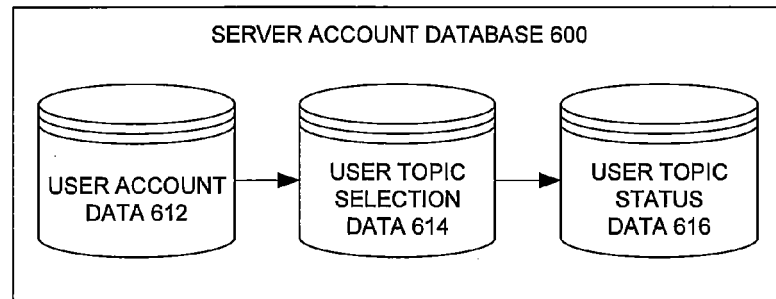 SERVER ACCOUNT DATABASE 600
USER ACCOUNT
DATA 612
USER TOPIC
SELECTION
DATA 614
USER TOPIC
STATUS
DATA 616